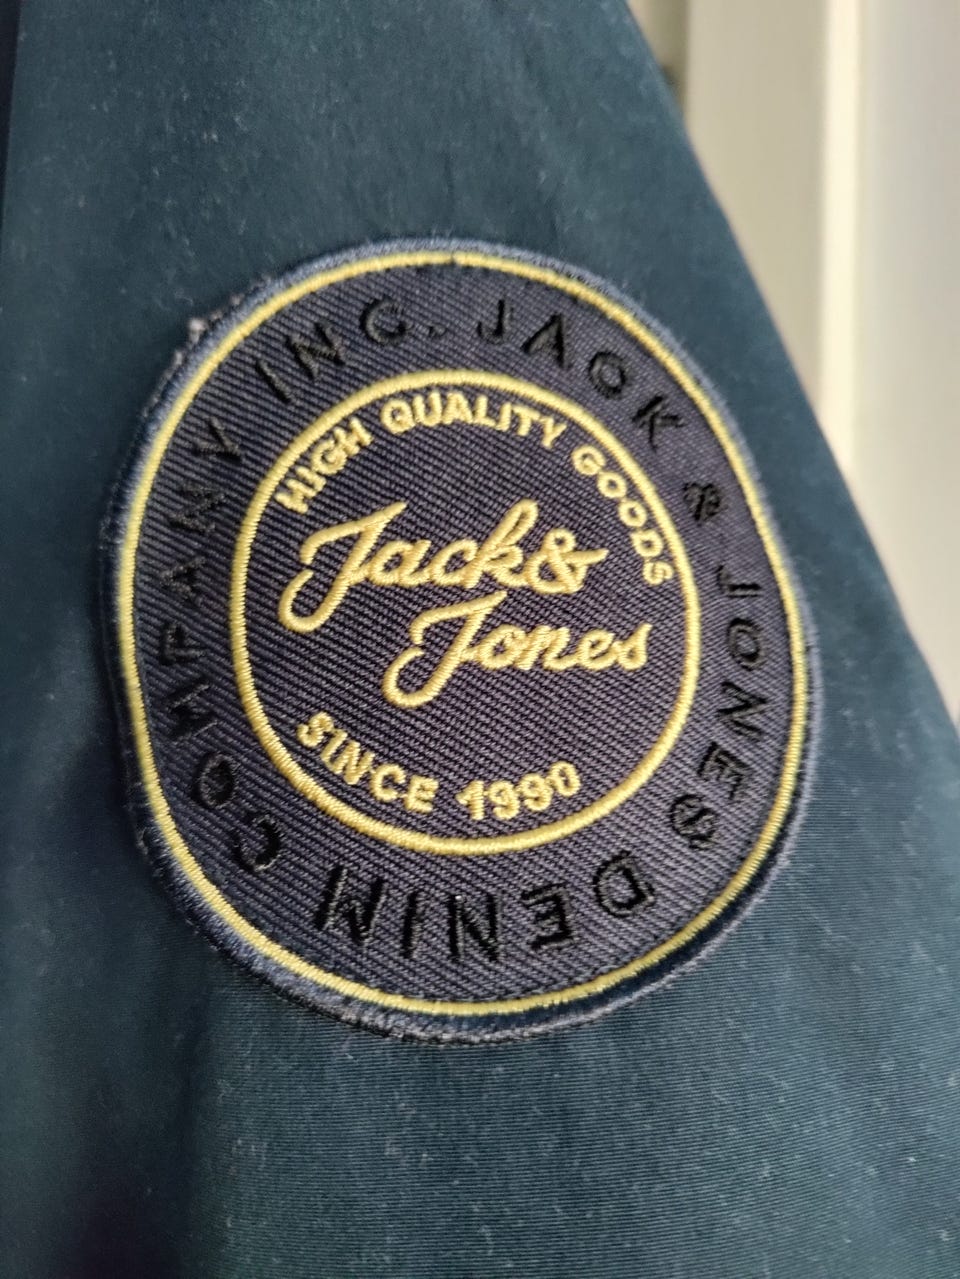 JACK & JONES DENIM COMPANY INC.
HIGH QUALITY GOODS
Jack &
Jones
SINCE 1990